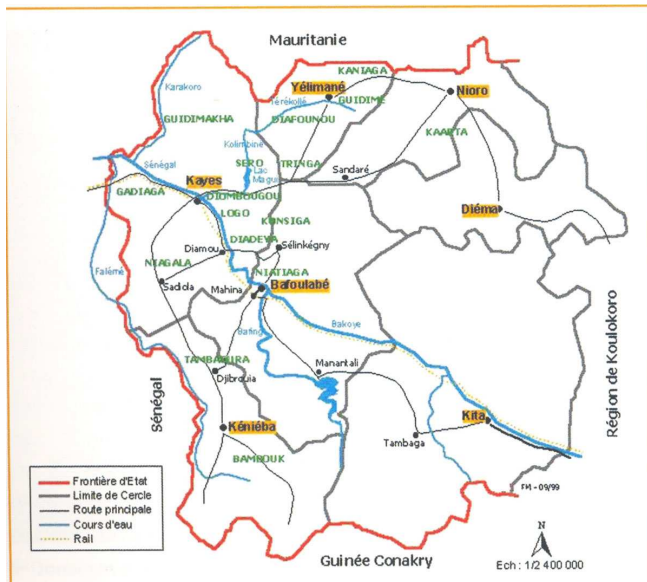 Mauritanie
KANIAGA
Yélimané
Nioro
Karakoro
GUIDIME
Térékollé
GUIDIMAKHA
DIAFOUNOU
KAARTA
Kolimbiné
Sénégal
SERO
TRINGA
Lac
Magui
Sandaré
GADIAGA
Kayes
DIOMBOUGOU
LOGO
KONSIGA
Diéma
DIADEYA
Diamou
Sélinkégny
Falémé
NIAGALA
NIATIAGA
Sadiola
Mahina
Bafoulabé
Bafing
Bakoye
TAMBAOURA
Manantali
Djibrouia
Région de Koulokoro
Sénégal
Kéniéba
Kita
Tambaga
BAMBOUK
Frontière d'Etat
Limite de Cercle
Route principale
Cours d'eau
Rail
FM - 09/99
N
Guinée Conakry
Ech : 1/2 400 000